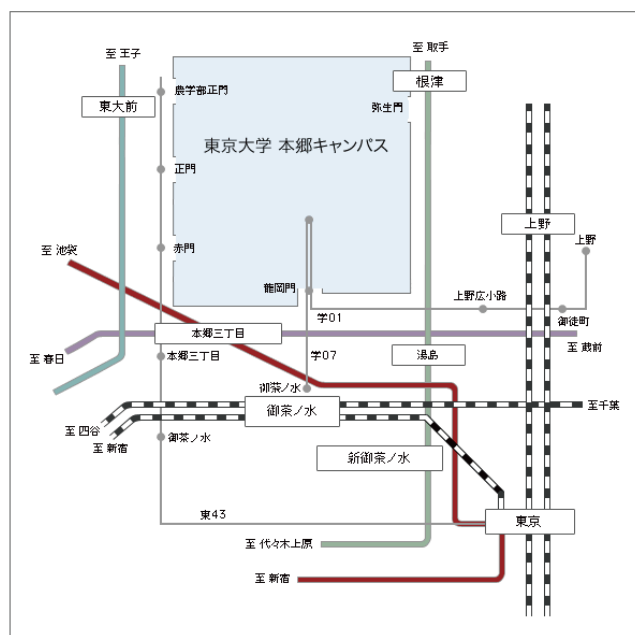 至 王子
至 取手
東大前
農学部正門
根津
弥生門
東京大学 本郷キャンパス
正門
上野
上野
赤門
至 池袋
龍岡門
上野広小路
学01
御徒町
本郷三丁目
至 蔵前
至 春日
本郷三丁目
学07
湯島
御茶ノ水
御茶ノ水
至千葉
至 四谷
至 新宿
御茶ノ水
新御茶ノ水
東43
東京
至 代々木上原
至 新宿